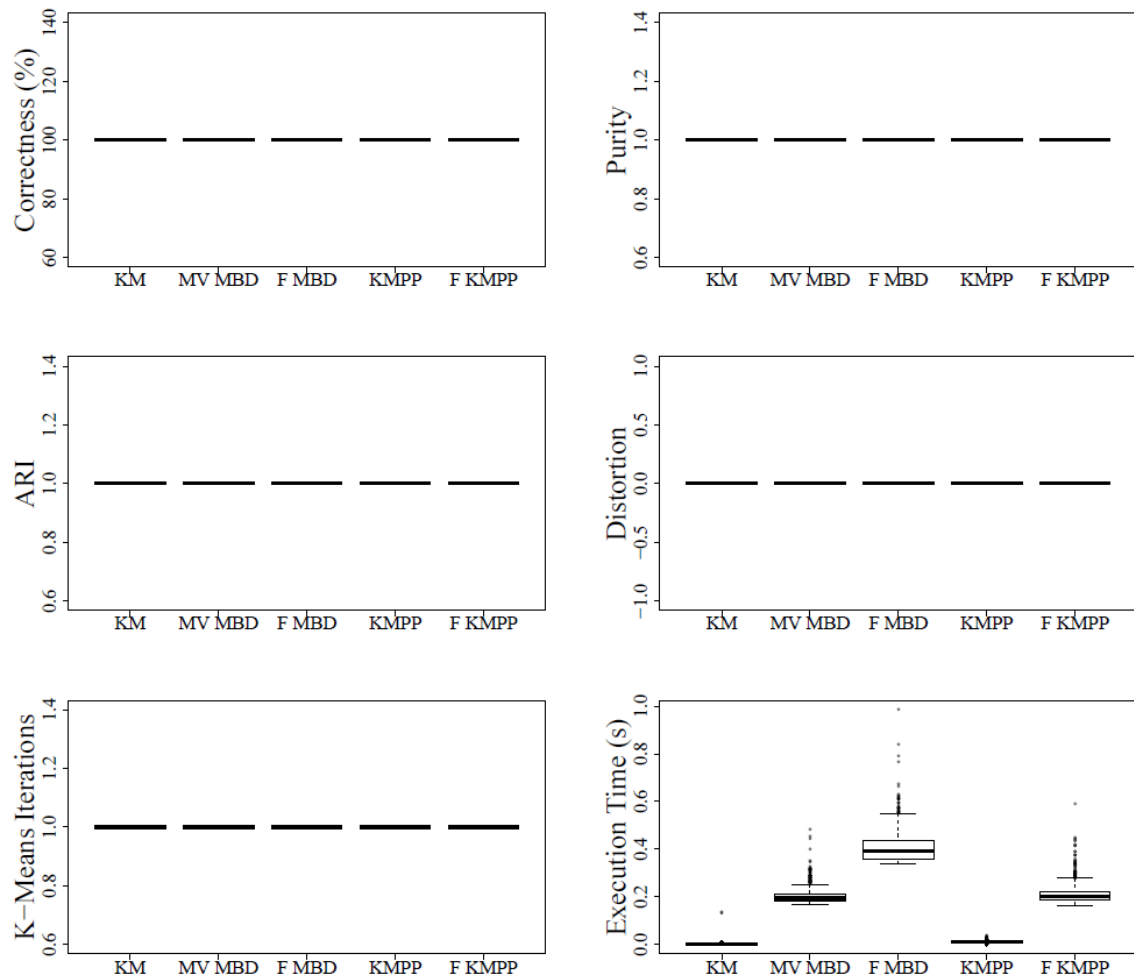 Correctness (%)
140
120
100
80
60
KM MV MBD F MBD KMPP F KMPP
Purity
1.4
1.2
1.0
0.8
0.6
KM MV MBD F MBD KMPP F KMPP
ARI
1.4
1.2
1.0
0.8
0.6
KM MV MBD F MBD KMPP F KMPP
Distortion
1.0
0.5
0.0
−0.5
−1.0
KM MV MBD F MBD KMPP F KMPP
K−Means Iterations
1.4
1.2
1.0
0.8
0.6
KM MV MBD F MBD KMPP F KMPP
Execution Time (s)
1.0
0.8
0.6
0.4
0.2
0.0
KM MV MBD F MBD KMPP F KMPP